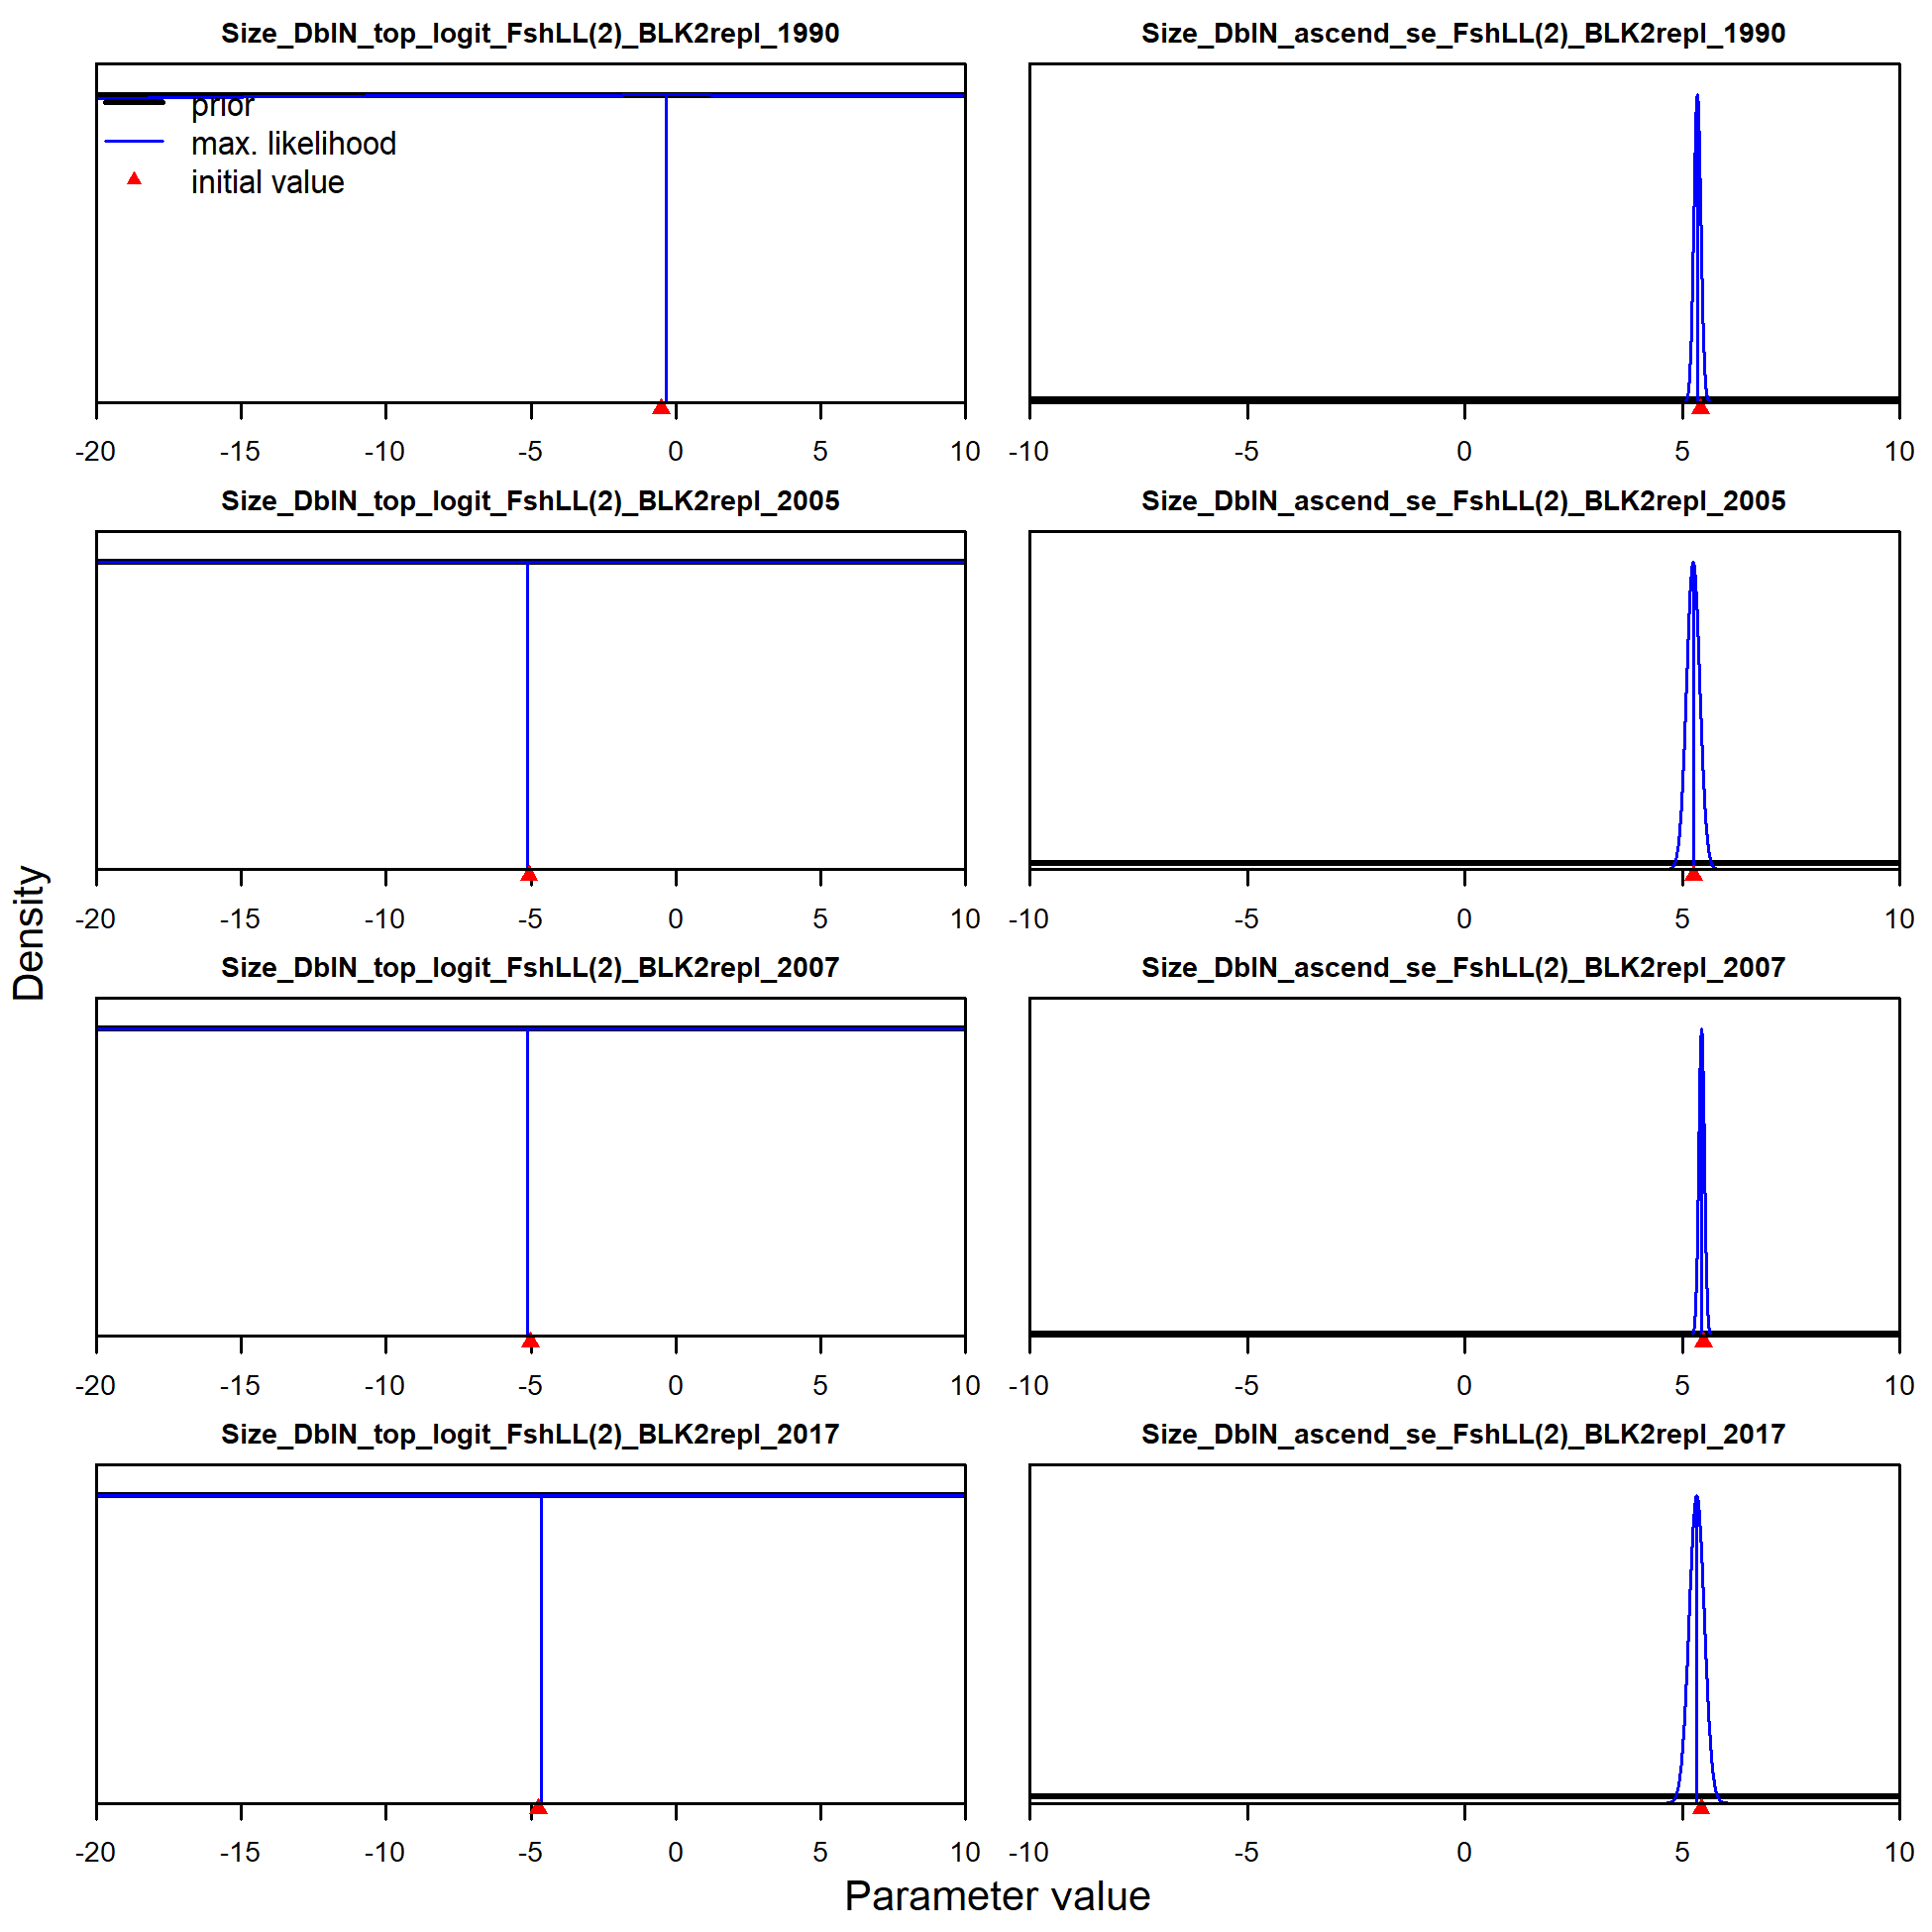 Size_DblN_top_logit_FshLL(2)_BLK2repl_1990
Size_DblN_ascend_se_FshLL(2)_BLK2repl_1990
prior
max. likelihood
initial value
-20 -15 -10 -5 0 5 10
-10 -5 0 5 10
Size_DblN_top_logit_FshLL(2)_BLK2repl_2005
Size_DblN_ascend_se_FshLL(2)_BLK2repl_2005
-20 -15 -10 -5 0 5 10
-10 -5 0 5 10
Density
Size_DblN_top_logit_FshLL(2)_BLK2repl_2007
Size_DblN_ascend_se_FshLL(2)_BLK2repl_2007
-20 -15 -10 -5 0 5 10
-10 -5 0 5 10
Size_DblN_top_logit_FshLL(2)_BLK2repl_2017
Size_DblN_ascend_se_FshLL(2)_BLK2repl_2017
-20 -15 -10 -5 0 5 10
-10 -5 0 5 10
Parameter value